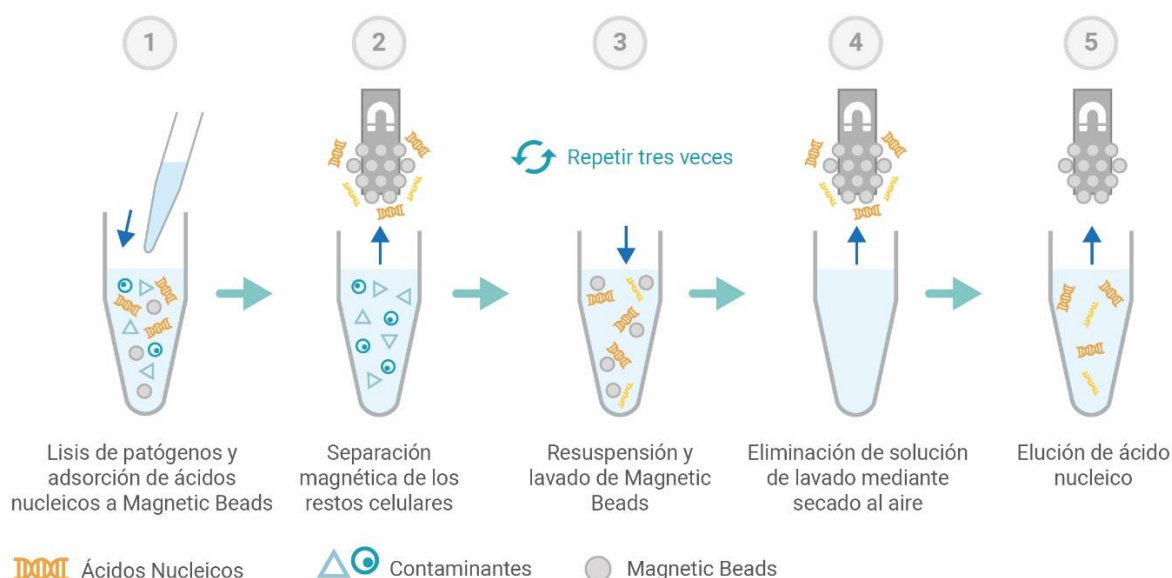 1
2
3
4
5
Repetir tres veces
Lisis de patógenos y
adsorción de ácidos
nucleicos a Magnetic Beads
Separación
magnética de los
restos celulares
Resuspensión y
lavado de Magnetic
Beads
Eliminación de solución
de lavado mediante
secado al aire
Elución de ácido
nucleico
Ácidos Nucleicos
Contaminantes
Magnetic Beads